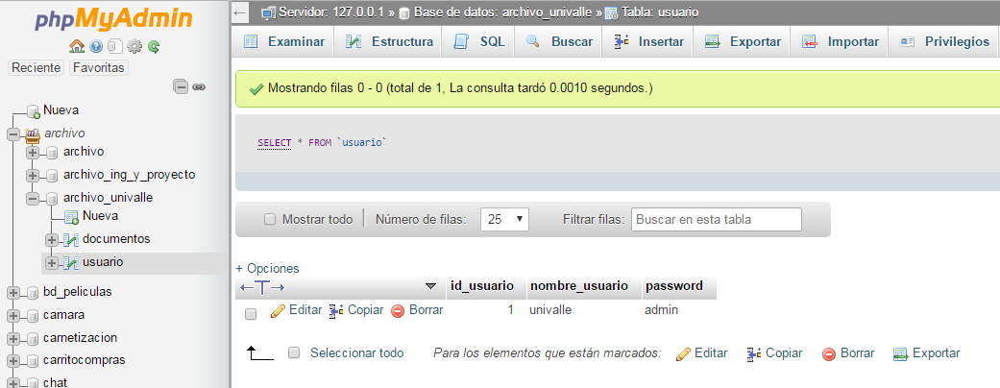 phpMyAdmin
Reciente Favoritas
Nueva
archivo
archivo
archivo_ing_y_proyecto
archivo_univalle
Nueva
documentos
usuario
bd_peliculas
camara
carnetizacion
carritocompras
chat
Servidor: 127.0.0.1 » Base de datos: archivo_univalle » Tabla: usuario
Examinar Estructura SQL Buscar Insertar Exportar Importar Privilegios
Mostrando filas 0 - 0 (total de 1, La consulta tardó 0.0010 segundos.)
SELECT * FROM `usuario`
Mostrar todo Número de filas: 25 Filtrar filas: Buscar en esta tabla
+ Opciones
←T→ id_usuario nombre_usuario password
Editar Copiar Borrar 1 univalle admin
Seleccionar todo Para los elementos que están marcados: Editar Copiar Borrar Exportar